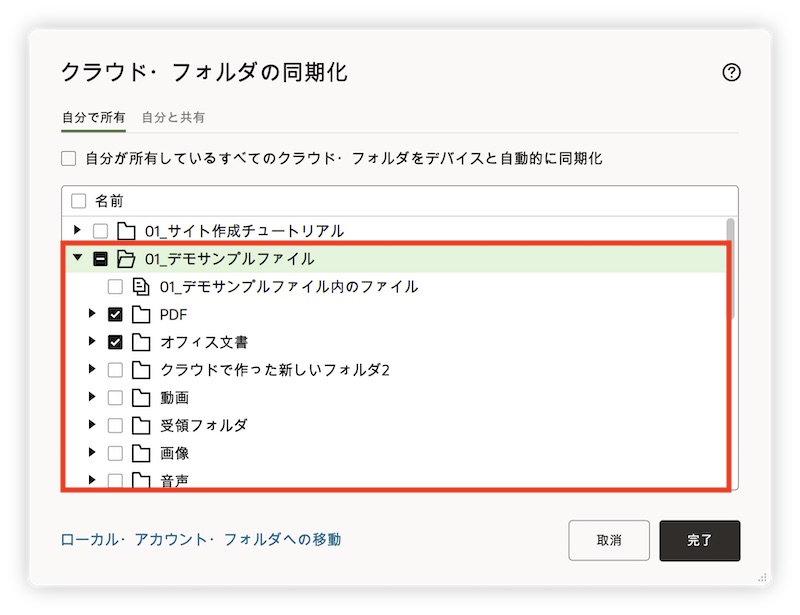 クラウド・フォルダの同期化
自分で所有 自分と共有
自分が所有しているすべてのクラウド・フォルダをデバイスと自動的に同期化
名前
01_サイト作成チュートリアル
01_デモサンプルファイル
01_デモサンプルファイル内のファイル
PDF
オフィス文書
クラウドで作った新しいフォルダ2
動画
受領フォルダ
画像
音声
ローカル・アカウント・フォルダへの移動 取消 完了